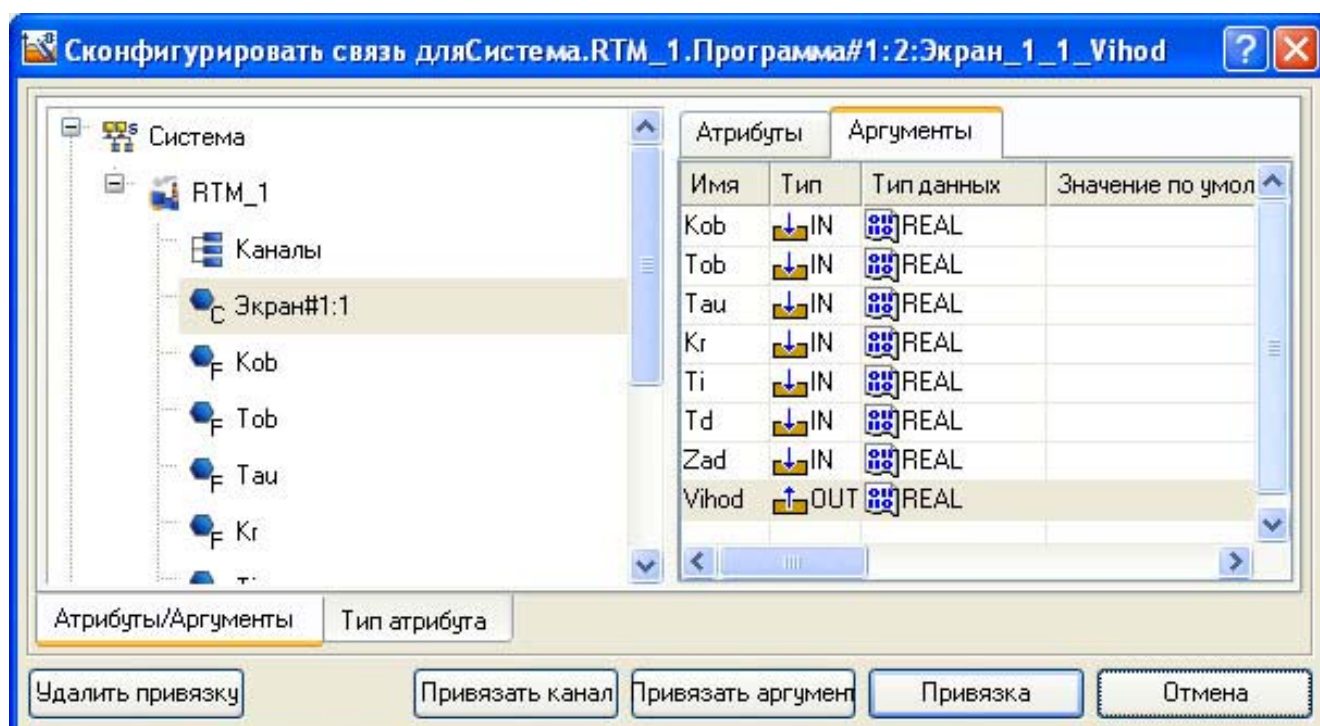 Сконфигурировать связь дляСистема.RTM_1.Программа#1:2:Экран_1_1_Vihod
Система
RTM_1
Каналы
Экран#1:1
Kob
Tob
Tau
Kr
Атрибуты/Аргументы Тип атрибута
Атрибуты Аргументы
Имя Тип Тип данных Значение по умол
Kob IN REAL
Tob IN REAL
Tau IN REAL
Kr IN REAL
Ti IN REAL
Td IN REAL
Zad IN REAL
Vihod OUT REAL
Удалить привязку Привязать канал Привязать аргумент Привязка Отмена